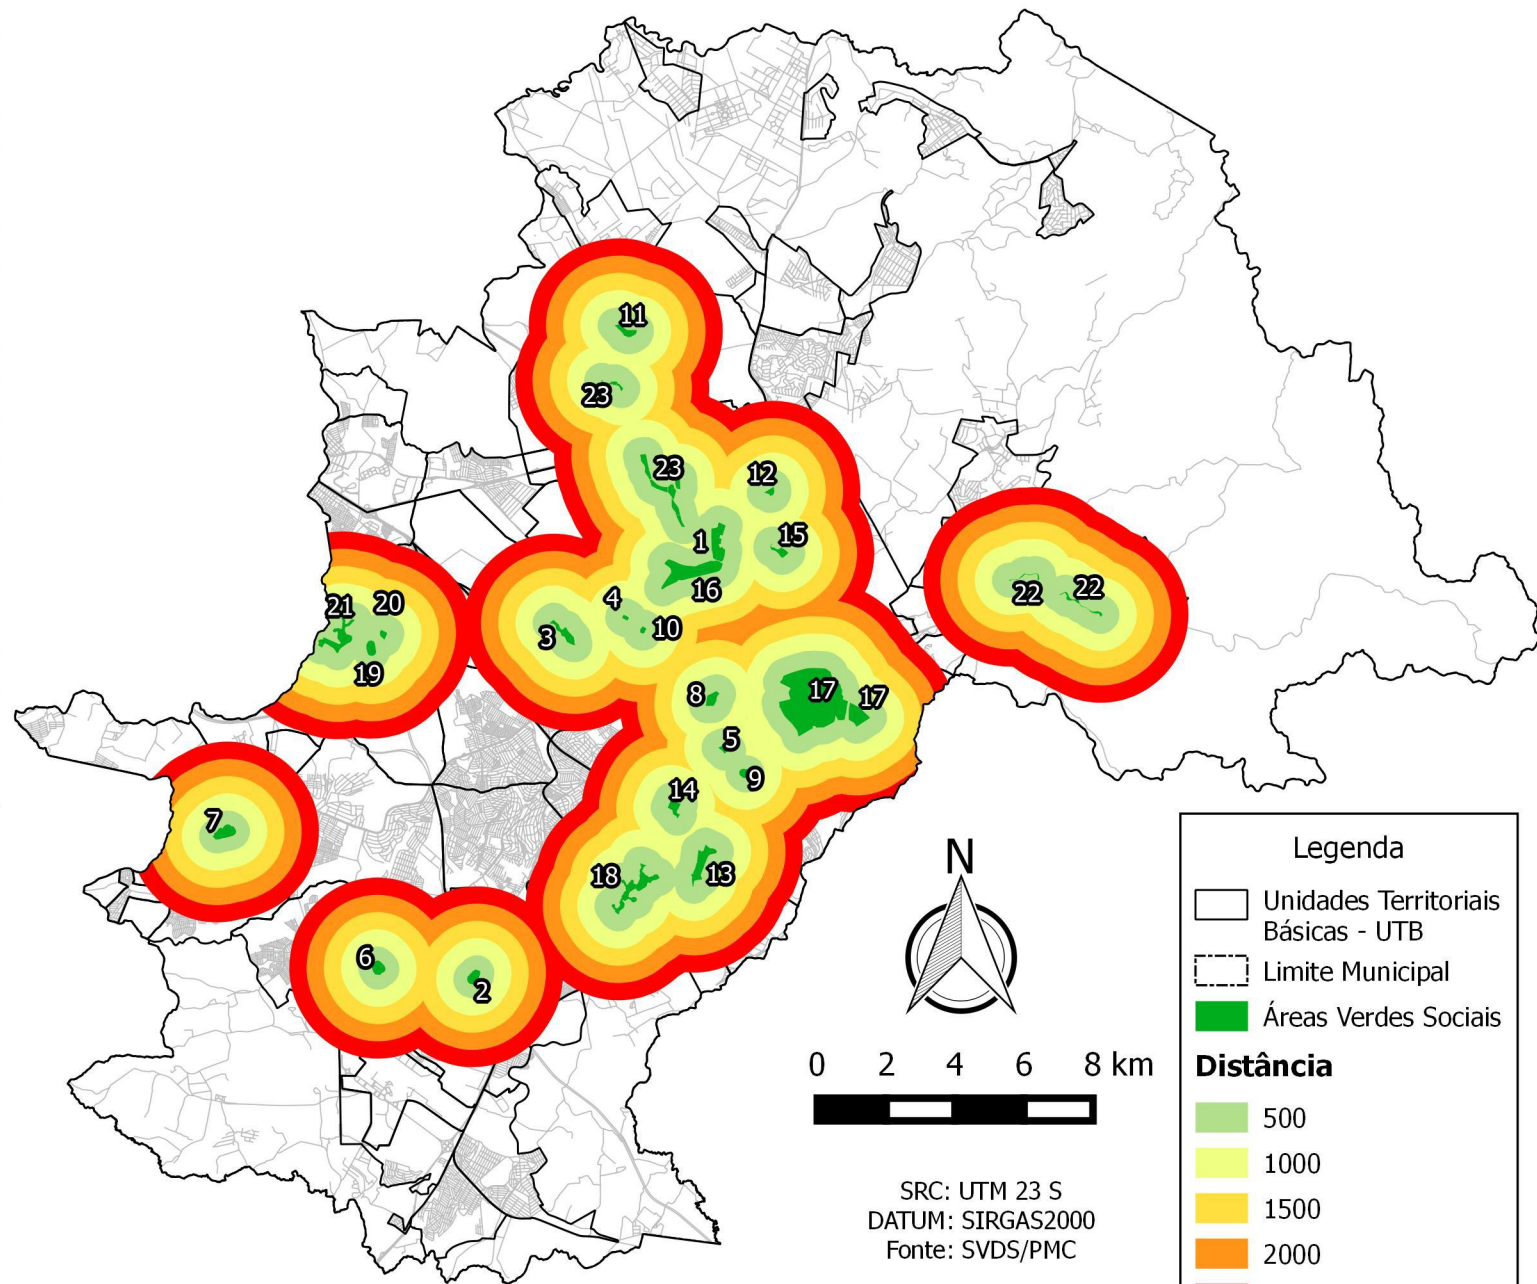 11
23
23
12
1
15
16
4
3
10
21
20
19
22
22
8
17
17
5
9
14
7
18
13
6
2
N
0 2 4 6 8 km
SRC: UTM 23 S
DATUM: SIRGAS2000
Fonte: SVDS/PMC
Legenda
Unidades Territoriais
Básicas - UTB
Limite Municipal
Áreas Verdes Sociais
Distância
500
1000
1500
2000